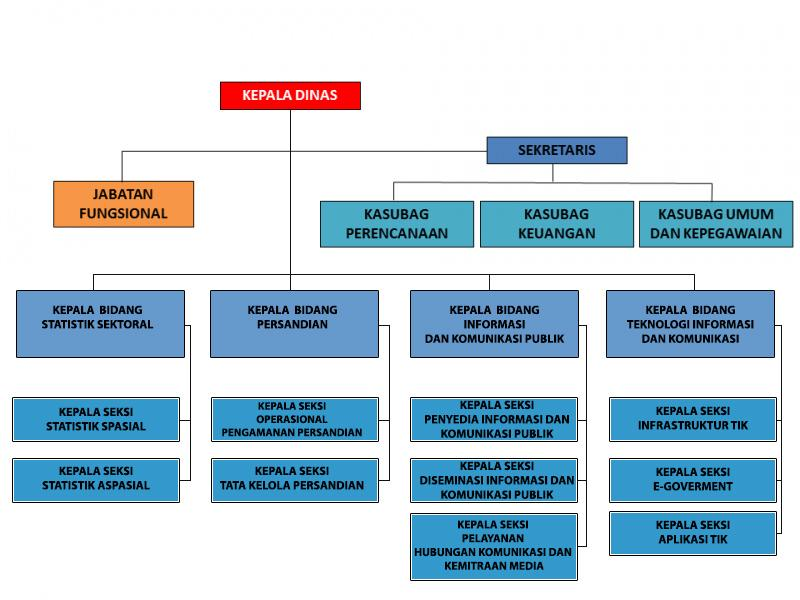 KEPALA DINAS
SEKRETARIS
JABATAN
FUNGSIONAL
KASUBAG
PERENCANAAN
KASUBAG
KEUANGAN
KASUBAG UMUM
DAN KEPEGAWAIAN
KEPALA BIDANG
STATISTIK SEKTORAL
KEPALA BIDANG
PERSANDIAN
KEPALA BIDANG
INFORMASI
DAN KOMUNIKASI PUBLIK
KEPALA BIDANG
TEKNOLOGI INFORMASI
DAN KOMUNIKASI
KEPALA SEKSI
STATISTIK SPASIAL
KEPALA SEKSI
OPERASIONAL
PENGAMANAN PERSANDIAN
KEPALA SEKSI
PENYEDIA INFORMASI DAN
KOMUNIKASI PUBLIK
KEPALA SEKSI
INFRASTRUKTUR TIK
KEPALA SEKSI
STATISTIK ASPASIAL
KEPALA SEKSI
TATA KELOLA PERSANDIAN
KEPALA SEKSI
DISEMINASI INFORMASI DAN
KOMUNIKASI PUBLIK
KEPALA SEKSI
E-GOVERMENT
KEPALA SEKSI
PELAYANAN
HUBUNGAN KOMUNIKASI DAN
KEMITRAAN MEDIA
KEPALA SEKSI
APLIKASI TIK